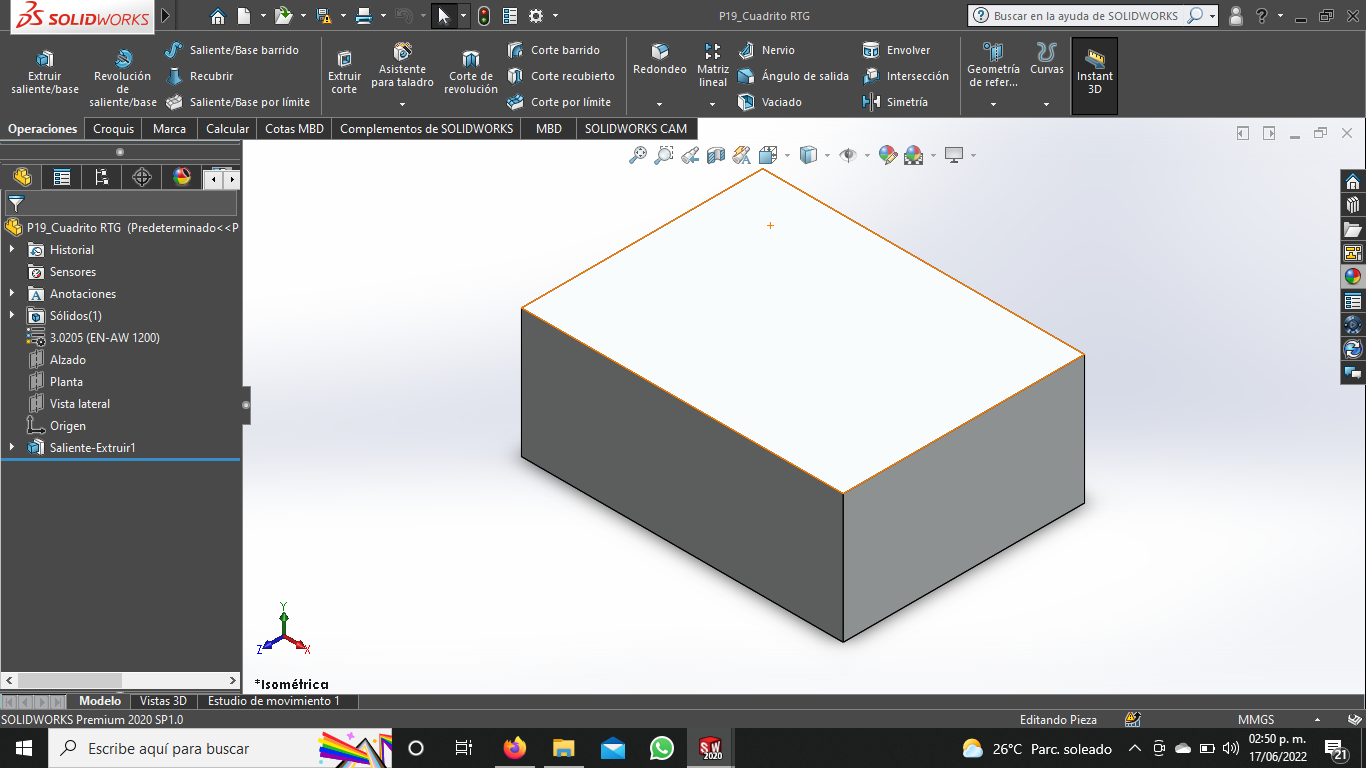 SOLIDWORKS
P19_Cuadrito RTG
Buscar en la ayuda de SOLIDWORKS
Extruir saliente/base
Revolución de saliente/base
Saliente/Base barrido
Recubrir
Saliente/Base por límite
Extruir corte
Asistente para taladro
Corte de revolución
Corte barrido
Corte recubierto
Corte por límite
Redondeo
Matriz lineal
Nervio
Ángulo de salida
Vaciado
Envolver
Intersección
Simetría
Geometría de refer...
Curvas
Instant 3D
Operaciones
Croquis
Marca
Calcular
Cotas MBD
Complementos de SOLIDWORKS
MBD
SOLIDWORKS CAM
P19_Cuadrito RTG (Predeterminado<<P
Historial
Sensores
Anotaciones
Sólidos(1)
3.0205 (EN-AW 1200)
Alzado
Planta
Vista lateral
Origen
Saliente-Extruir1
Y
Z
X
*Isométrica
Modelo
Vistas 3D
Estudio de movimiento 1
SOLIDWORKS Premium 2020 SP1.0
Editando Pieza
MMGS
Escribe aquí para buscar
SW
2020
26°C Parc. soleado
02:50 p. m.
17/06/2022
21